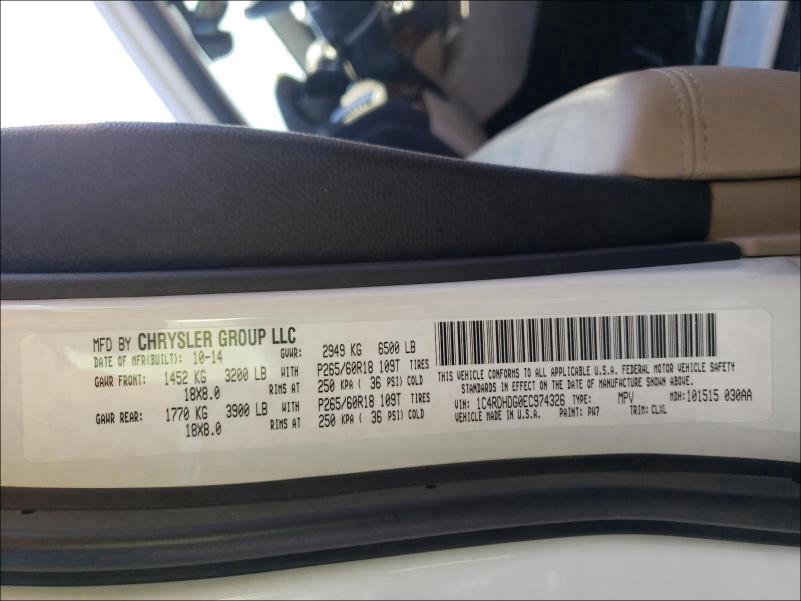 MFD BY CHRYSLER GROUP LLC
DATE OF MFR(BUILT): 10-14 GVWR: 2949 KG 6500 LB
GAWR FRONT: 1452 KG 3200 LB WITH P265/60R18 109T TIRES
18X8.0 RIMS AT 250 KPA ( 36 PSI) COLD
GAWR REAR: 1770 KG 3900 LB WITH P265/60R18 109T TIRES
18X8.0 RIMS AT 250 KPA ( 36 PSI) COLD
THIS VEHICLE CONFORMS TO ALL APPLICABLE U.S.A. FEDERAL MOTOR VEHICLE SAFETY
STANDARDS IN EFFECT ON THE DATE OF MANUFACTURE SHOWN ABOVE.
VIN: 1C4RDHDG0EC974326 TYPE: MPV MDH: 101515 030AA
VEHICLE MADE IN U.S.A. PAINT: PW7 TRIM: CLXL